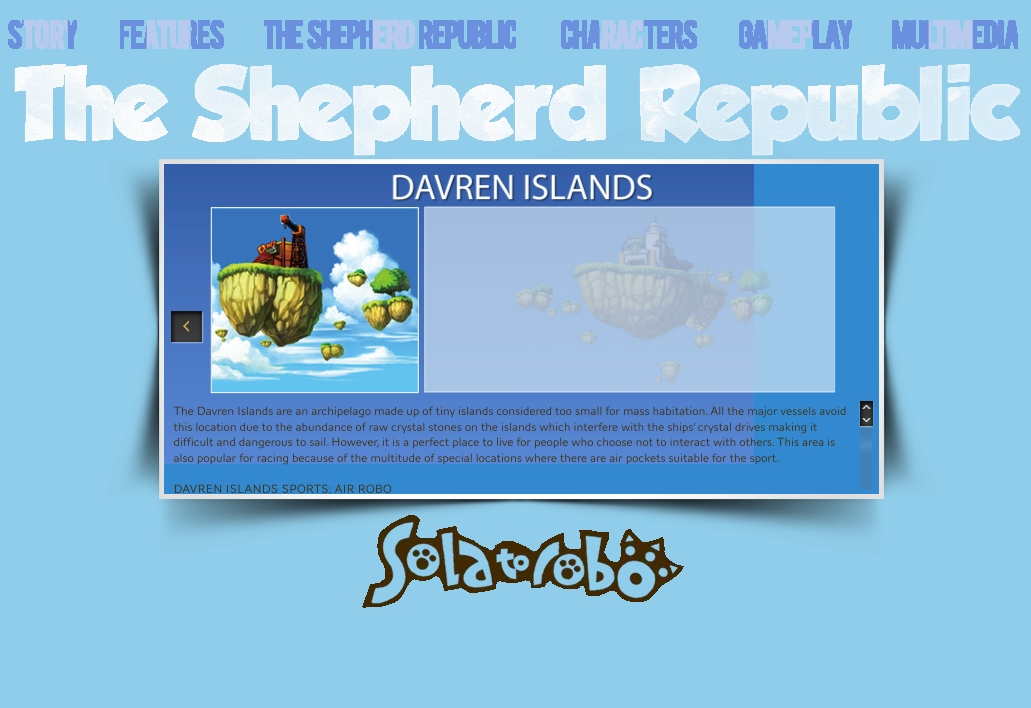 STORY FEATURES THE SHEPHERD REPUBLIC CHARACTERS GAMEPLAY MULTIMEDIA
The Shepherd Republic
DAVREN ISLANDS
The Davren Islands are an archipelago made up of tiny islands considered too small for mass habitation. All the major vessels avoid
this location due to the abundance of raw crystal stones on the islands which interfere with the ships' crystal drives making it
difficult and dangerous to sail. However, it is a perfect place to live for people who choose not to interact with others. This area is
also popular for racing because of the multitude of special locations where there are air pockets suitable for the sport.
DAVREN ISLANDS SPORTS: AIR ROBO
Solatorobo